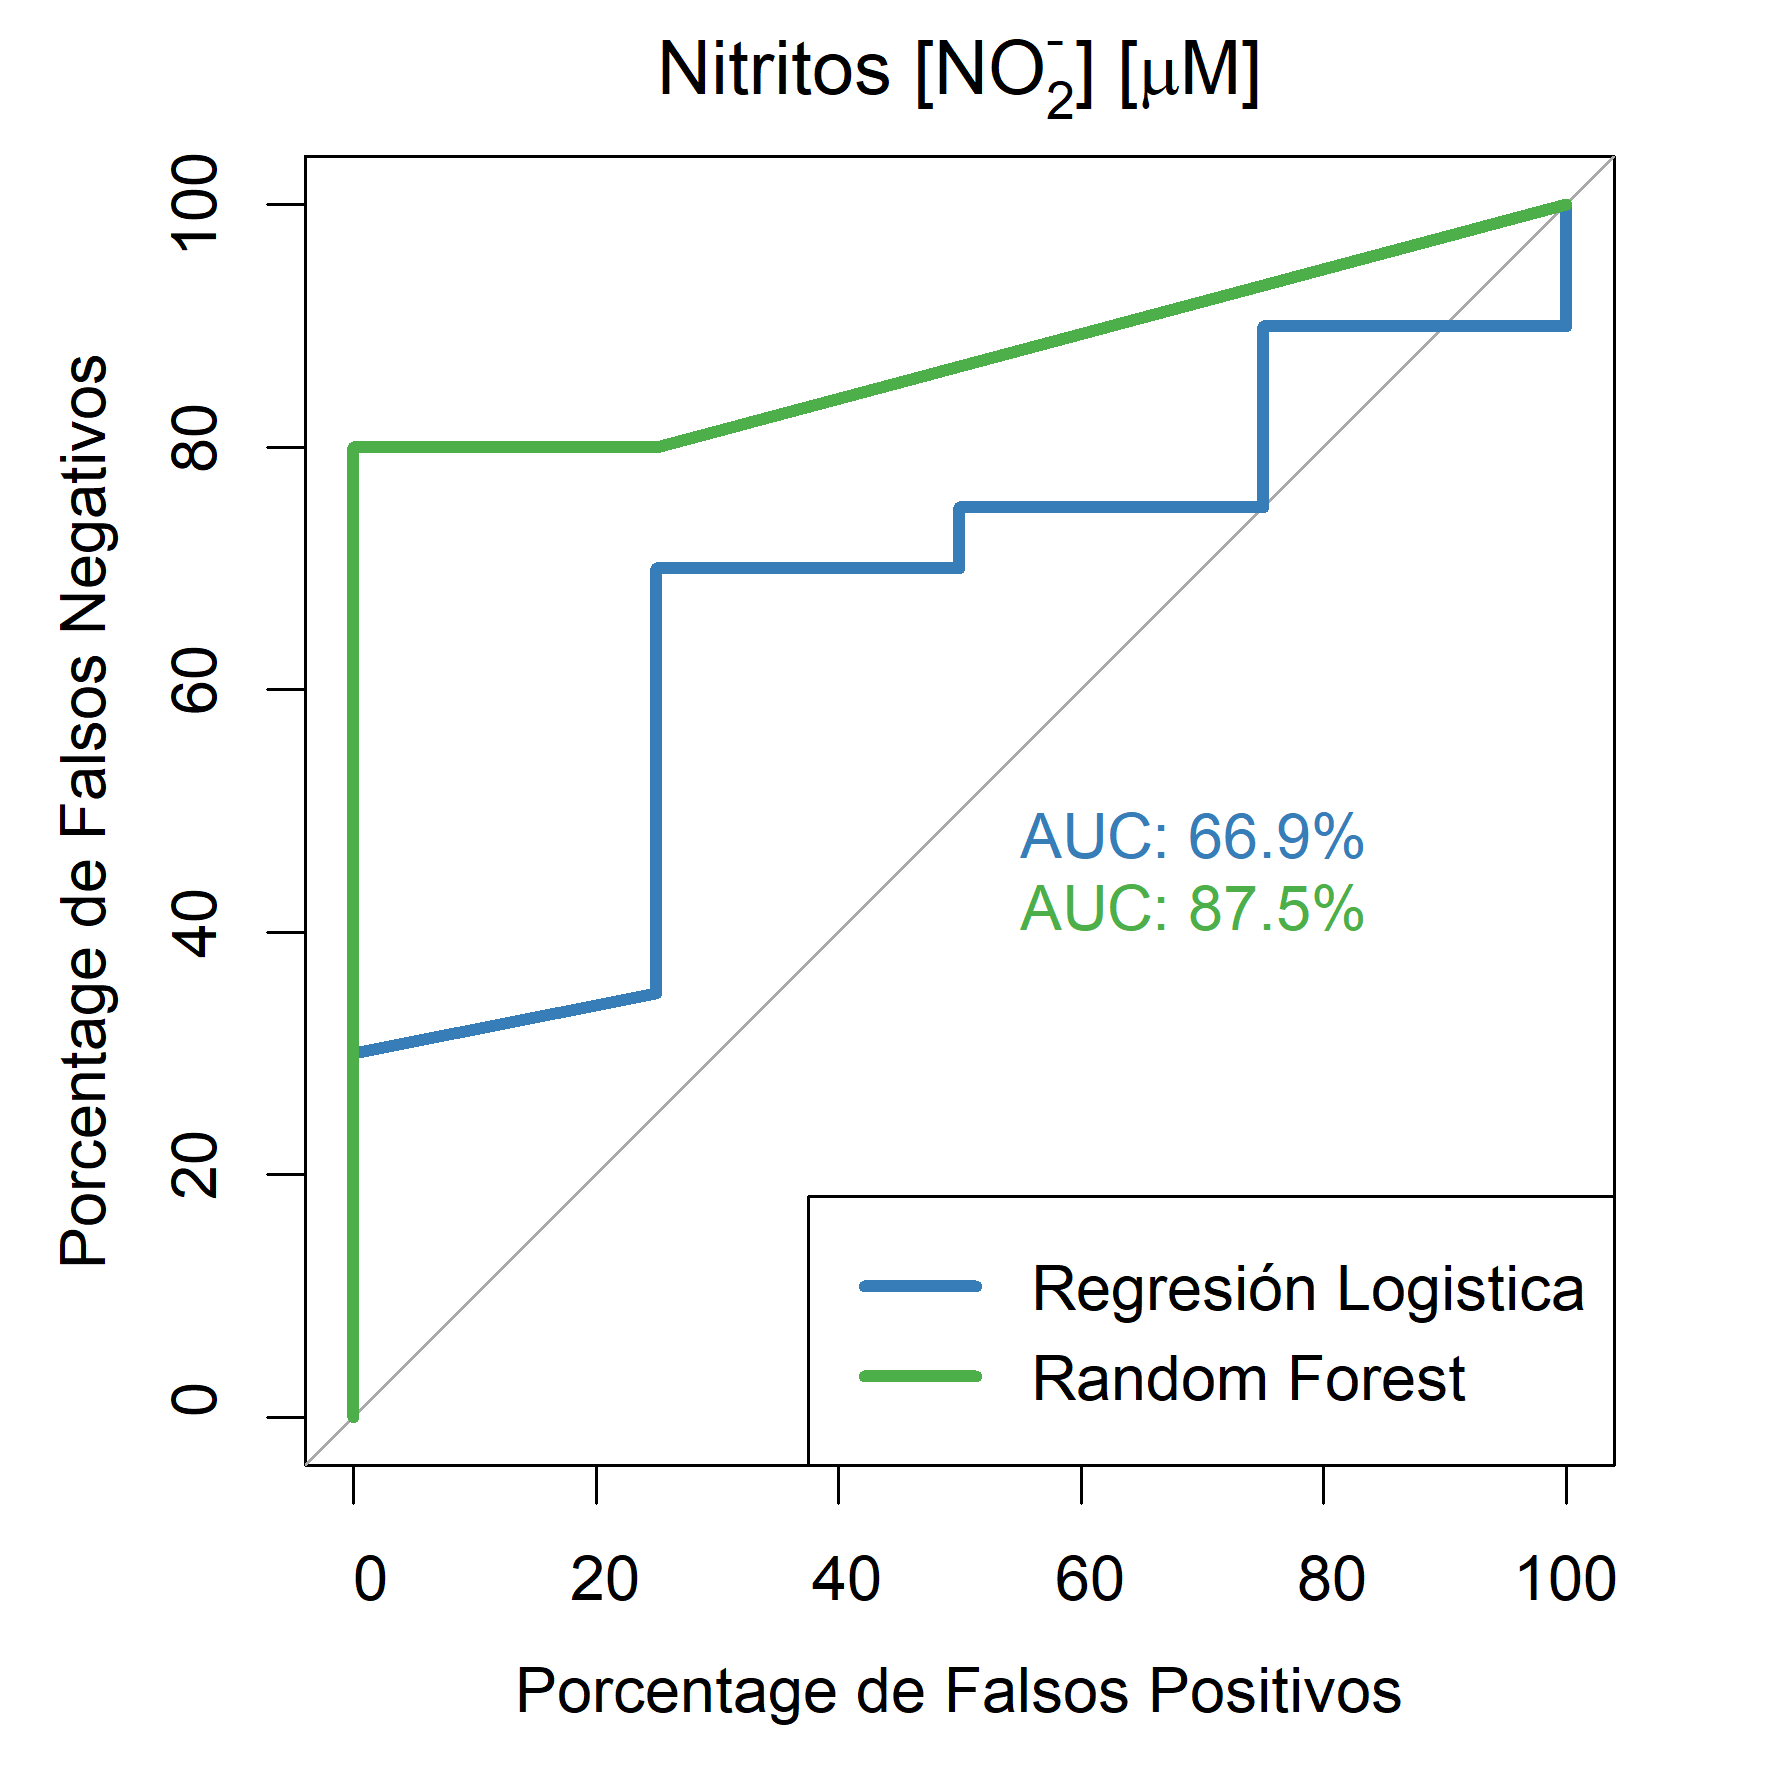 Nitritos [NO₂⁻] [μM]
Porcentage de Falsos Negativos
100
80
60
40
20
0
AUC: 66.9%
AUC: 87.5%
Regresión Logistica
Random Forest
0 20 40 60 80 100
Porcentage de Falsos Positivos